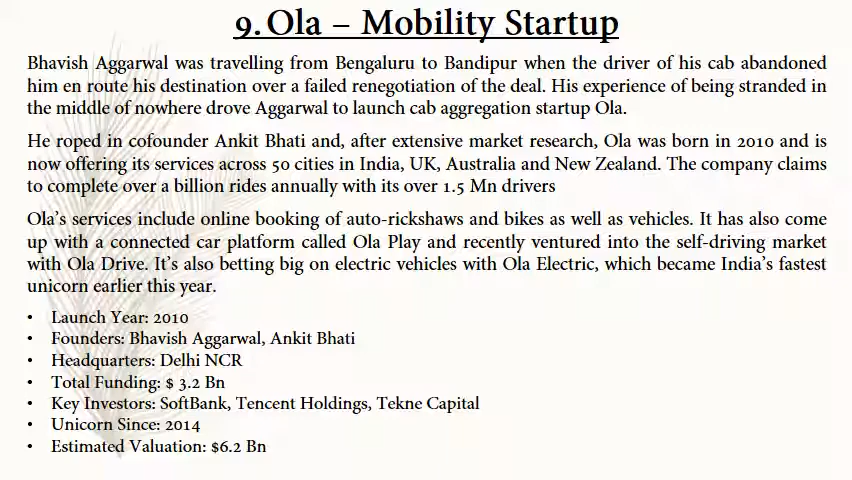 9. Ola – Mobility Startup
Bhavish Aggarwal was travelling from Bengaluru to Bandipur when the driver of his cab abandoned
him en route his destination over a failed renegotiation of the deal. His experience of being stranded in
the middle of nowhere drove Aggarwal to launch cab aggregation startup Ola.
He roped in cofounder Ankit Bhati and, after extensive market research, Ola was born in 2010 and is
now offering its services across 50 cities in India, UK, Australia and New Zealand. The company claims
to complete over a billion rides annually with its over 1.5 Mn drivers
Ola's services include online booking of auto-rickshaws and bikes as well as vehicles. It has also come
up with a connected car platform called Ola Play and recently ventured into the self-driving market
with Ola Drive. It's also betting big on electric vehicles with Ola Electric, which became India's fastest
unicorn earlier this year.
• Launch Year: 2010
• Founders: Bhavish Aggarwal, Ankit Bhati
• Headquarters: Delhi NCR
• Total Funding: $ 3.2 Bn
• Key Investors: SoftBank, Tencent Holdings, Tekne Capital
• Unicorn Since: 2014
• Estimated Valuation: $6.2 Bn